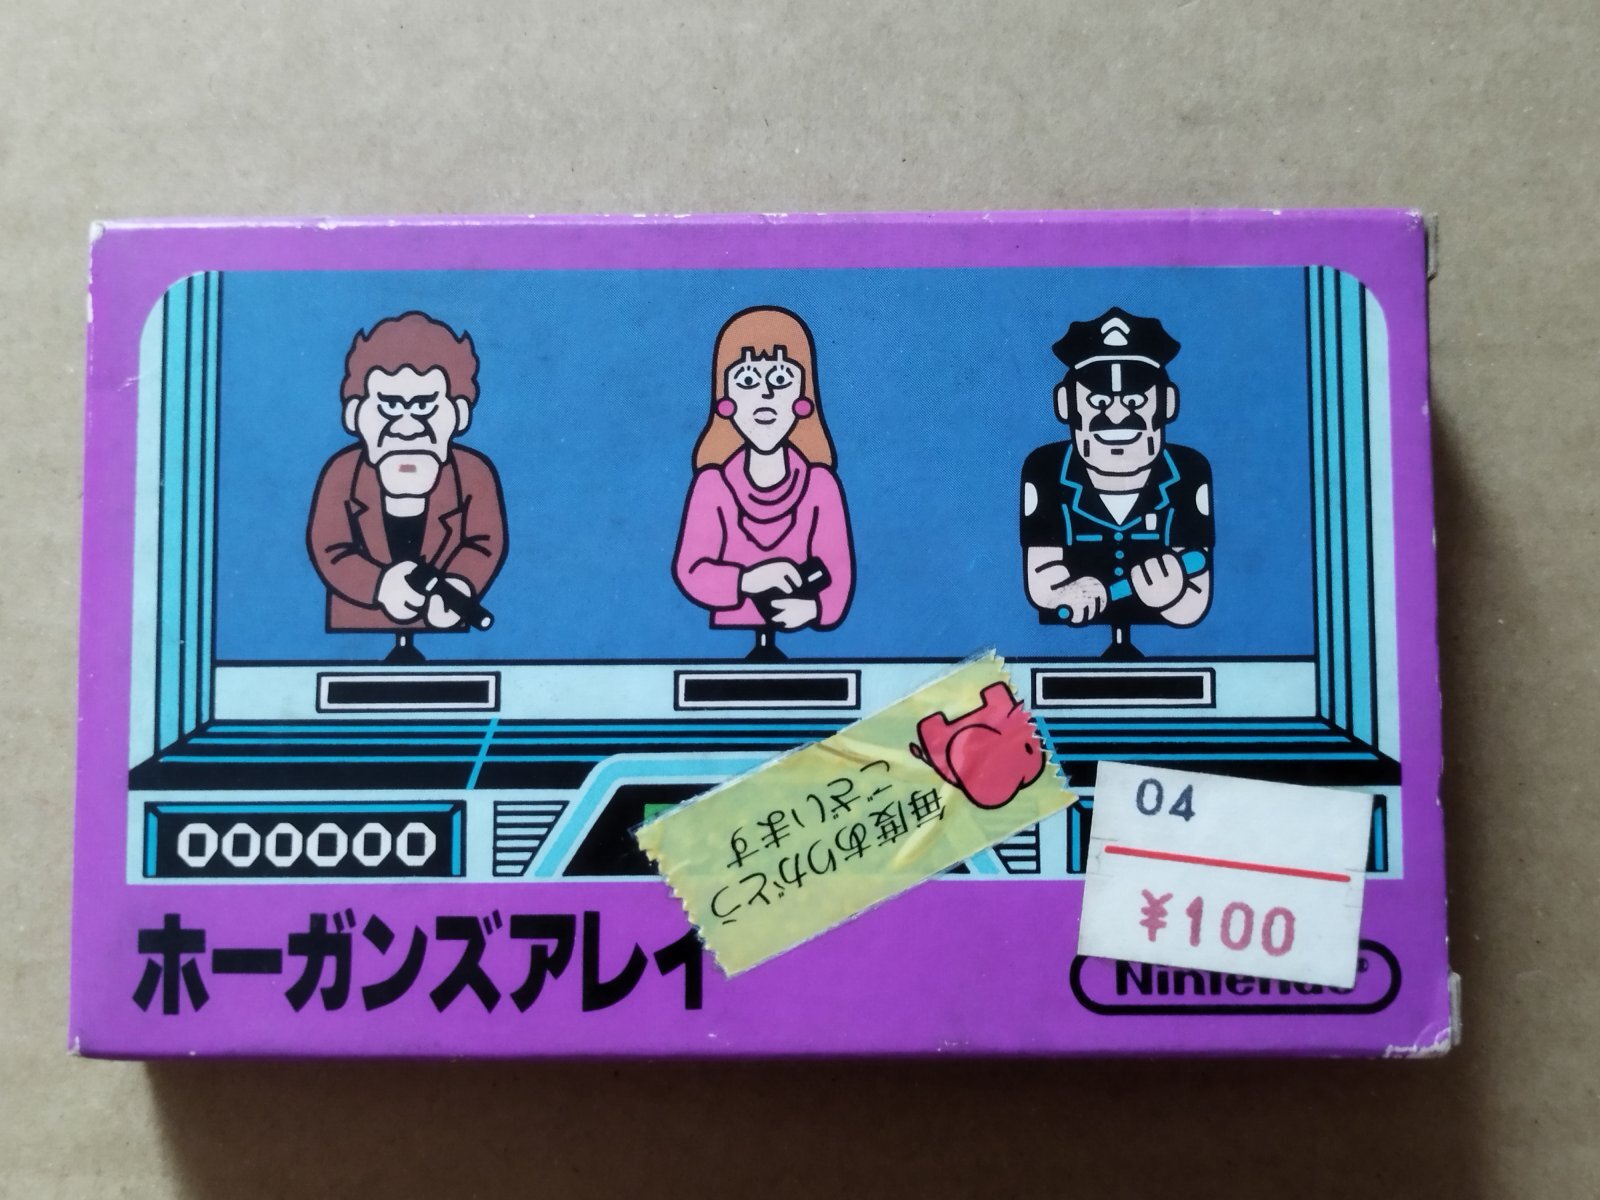 000000
毎度ありがとう
ございます
04
¥100
ホーガンズアレイ
Nintendo®